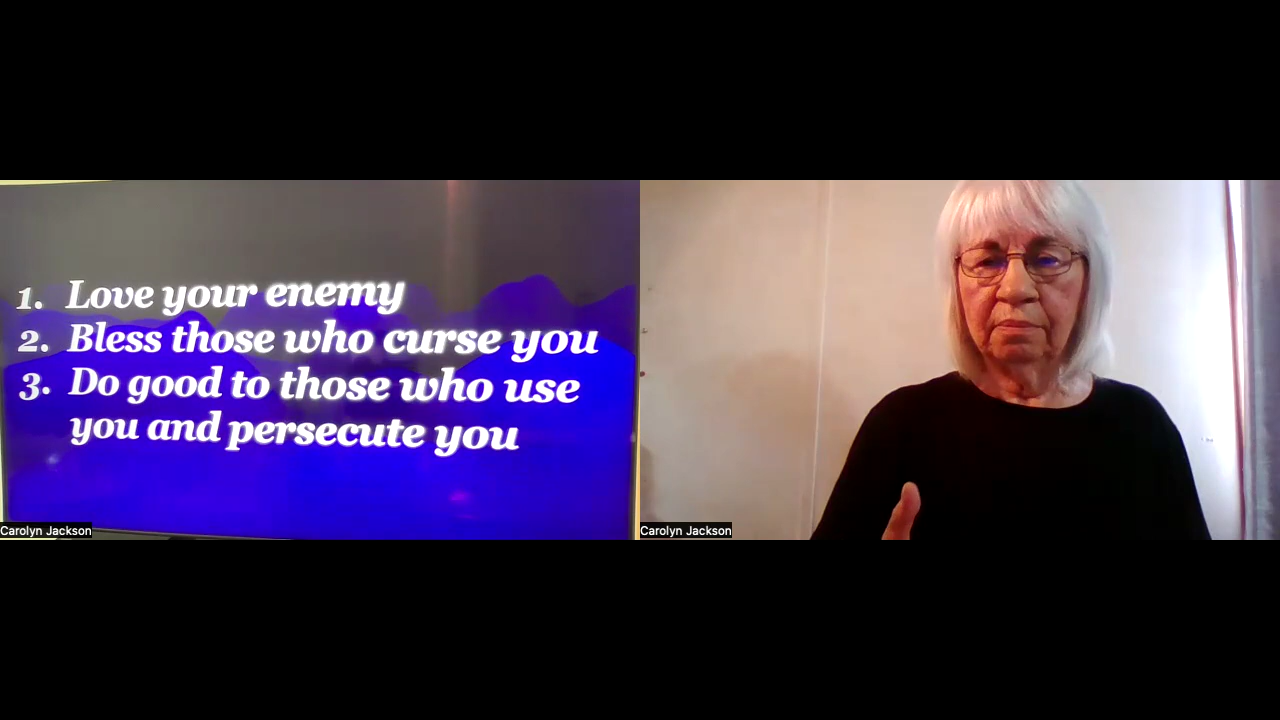 1. Love your enemy
2. Bless those who curse you
3. Do good to those who use
you and persecute you
Carolyn Jackson
Carolyn Jackson